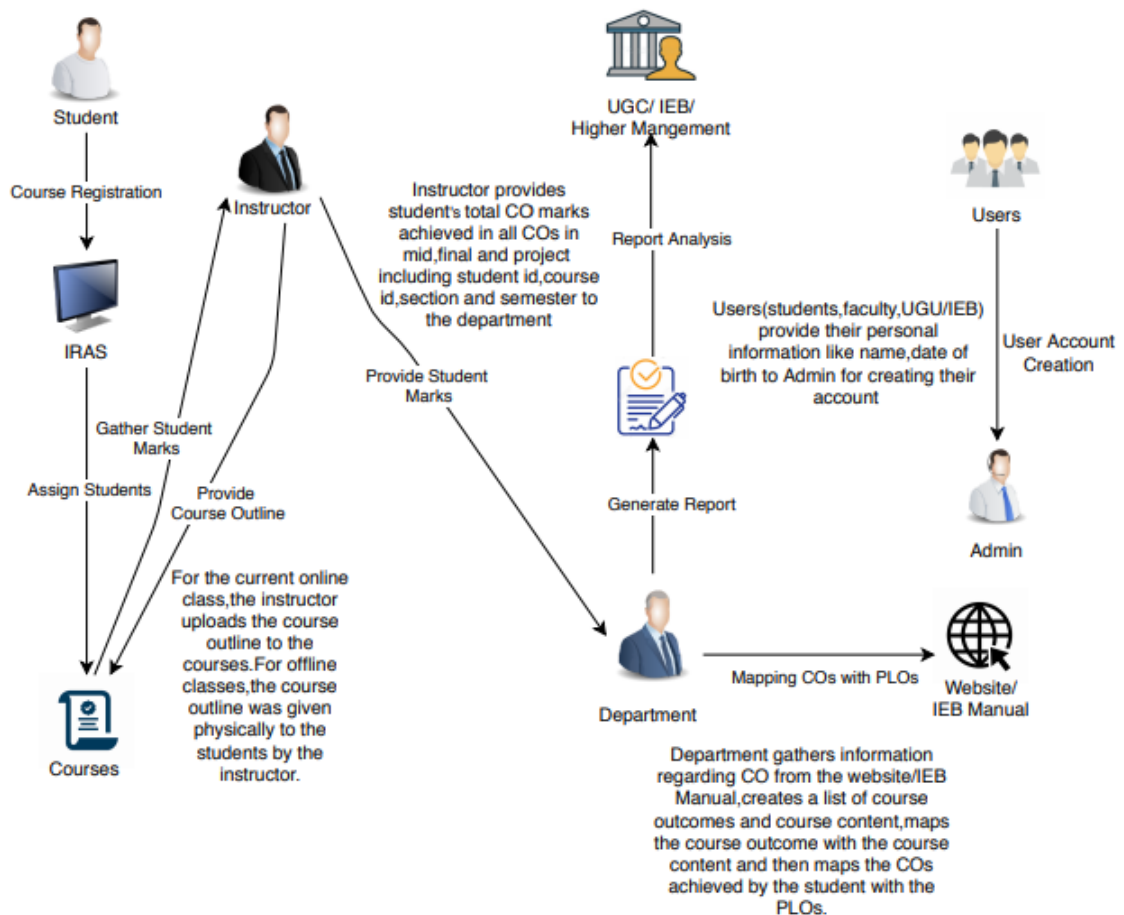 Student
Course Registration
IRAS
Assign Students
Courses
Instructor
Gather Student
Marks
Provide
Course Outline
For the current online
class,the instructor
uploads the course
outline to the
courses.For offline
classes,the course
outline was given
physically to the
students by the
instructor.
Instructor provides
student's total CO marks
achieved in all COs in
mid,final and project
including student id,course
id,section and semester to
the department
Provide Student
Marks
UGC/ IEB/
Higher Mangement
Report Analysis
Generate Report
Department
Mapping COs with PLOs
Website/
IEB Manual
Department gathers information
regarding CO from the website/IEB
Manual,creates a list of course
outcomes and course content,maps
the course outcome with the course
content and then maps the COs
achieved by the student with the
PLOs.
Users
Users(students,faculty,UGU/IEB)
provide their personal
information like name,date of
birth to Admin for creating their
account
User Account
Creation
Admin